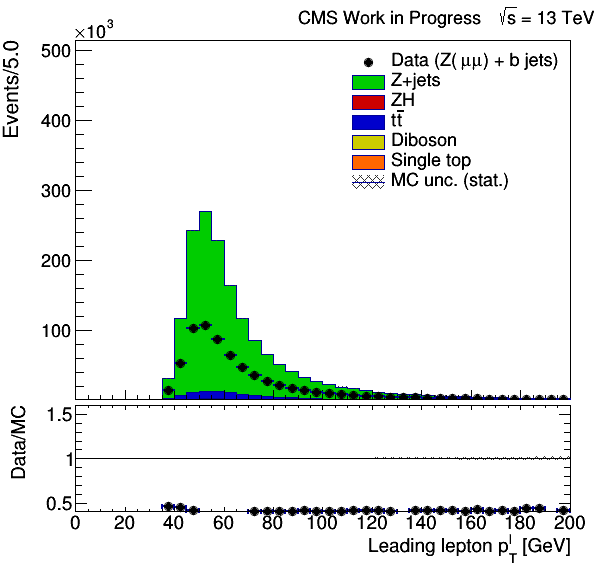 CMS Work in Progress √s = 13 TeV
×10³
Events/5.0
500
400
300
200
100
Data (Z(μμ) + b jets)
Z+jets
ZH
tt̅
Diboson
Single top
MC unc. (stat.)
Data/MC
1.5
1
0.5
0 20 40 60 80 100 120 140 160 180 200
Leading lepton p_T^l [GeV]